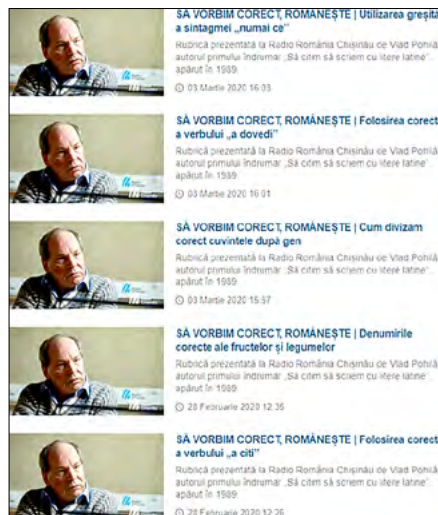 SĂ VORBIM CORECT, ROMÂNEȘTE | Utilizarea greșită
a sintagmei „numai ce”
Rubrică prezentată la Radio România Chișinău de Vlad Pohilă
autorul primului îndrumar „Să citim să scriem cu litere latine”,
apărut în 1989
03 Martie 2020 16:03
SĂ VORBIM CORECT, ROMÂNEȘTE | Folosirea corect
a verbului „a dovedi”
Rubrică prezentată la Radio România Chișinău de Vlad Pohilă
autorul primului îndrumar „Să citim să scriem cu litere latine”,
apărut în 1989
03 Martie 2020 16:01
SĂ VORBIM CORECT, ROMÂNEȘTE | Cum divizam
corect cuvintele după gen
Rubrică prezentată la Radio România Chișinău de Vlad Pohilă
autorul primului îndrumar „Să citim să scriem cu litere latine”,
apărut în 1989
03 Martie 2020 15:57
SĂ VORBIM CORECT, ROMÂNEȘTE | Denumirile
corecte ale fructelor și legumelor
Rubrică prezentată la Radio România Chișinău de Vlad Pohilă
autorul primului îndrumar „Să citim să scriem cu litere latine”,
apărut în 1989
28 Februarie 2020 12:35
SĂ VORBIM CORECT, ROMÂNEȘTE | Folosirea corect
a verbului „a citi”
Rubrică prezentată la Radio România Chișinău de Vlad Pohilă
autorul primului îndrumar „Să citim să scriem cu litere latine”,
apărut în 1989
28 Februarie 2020 12:26